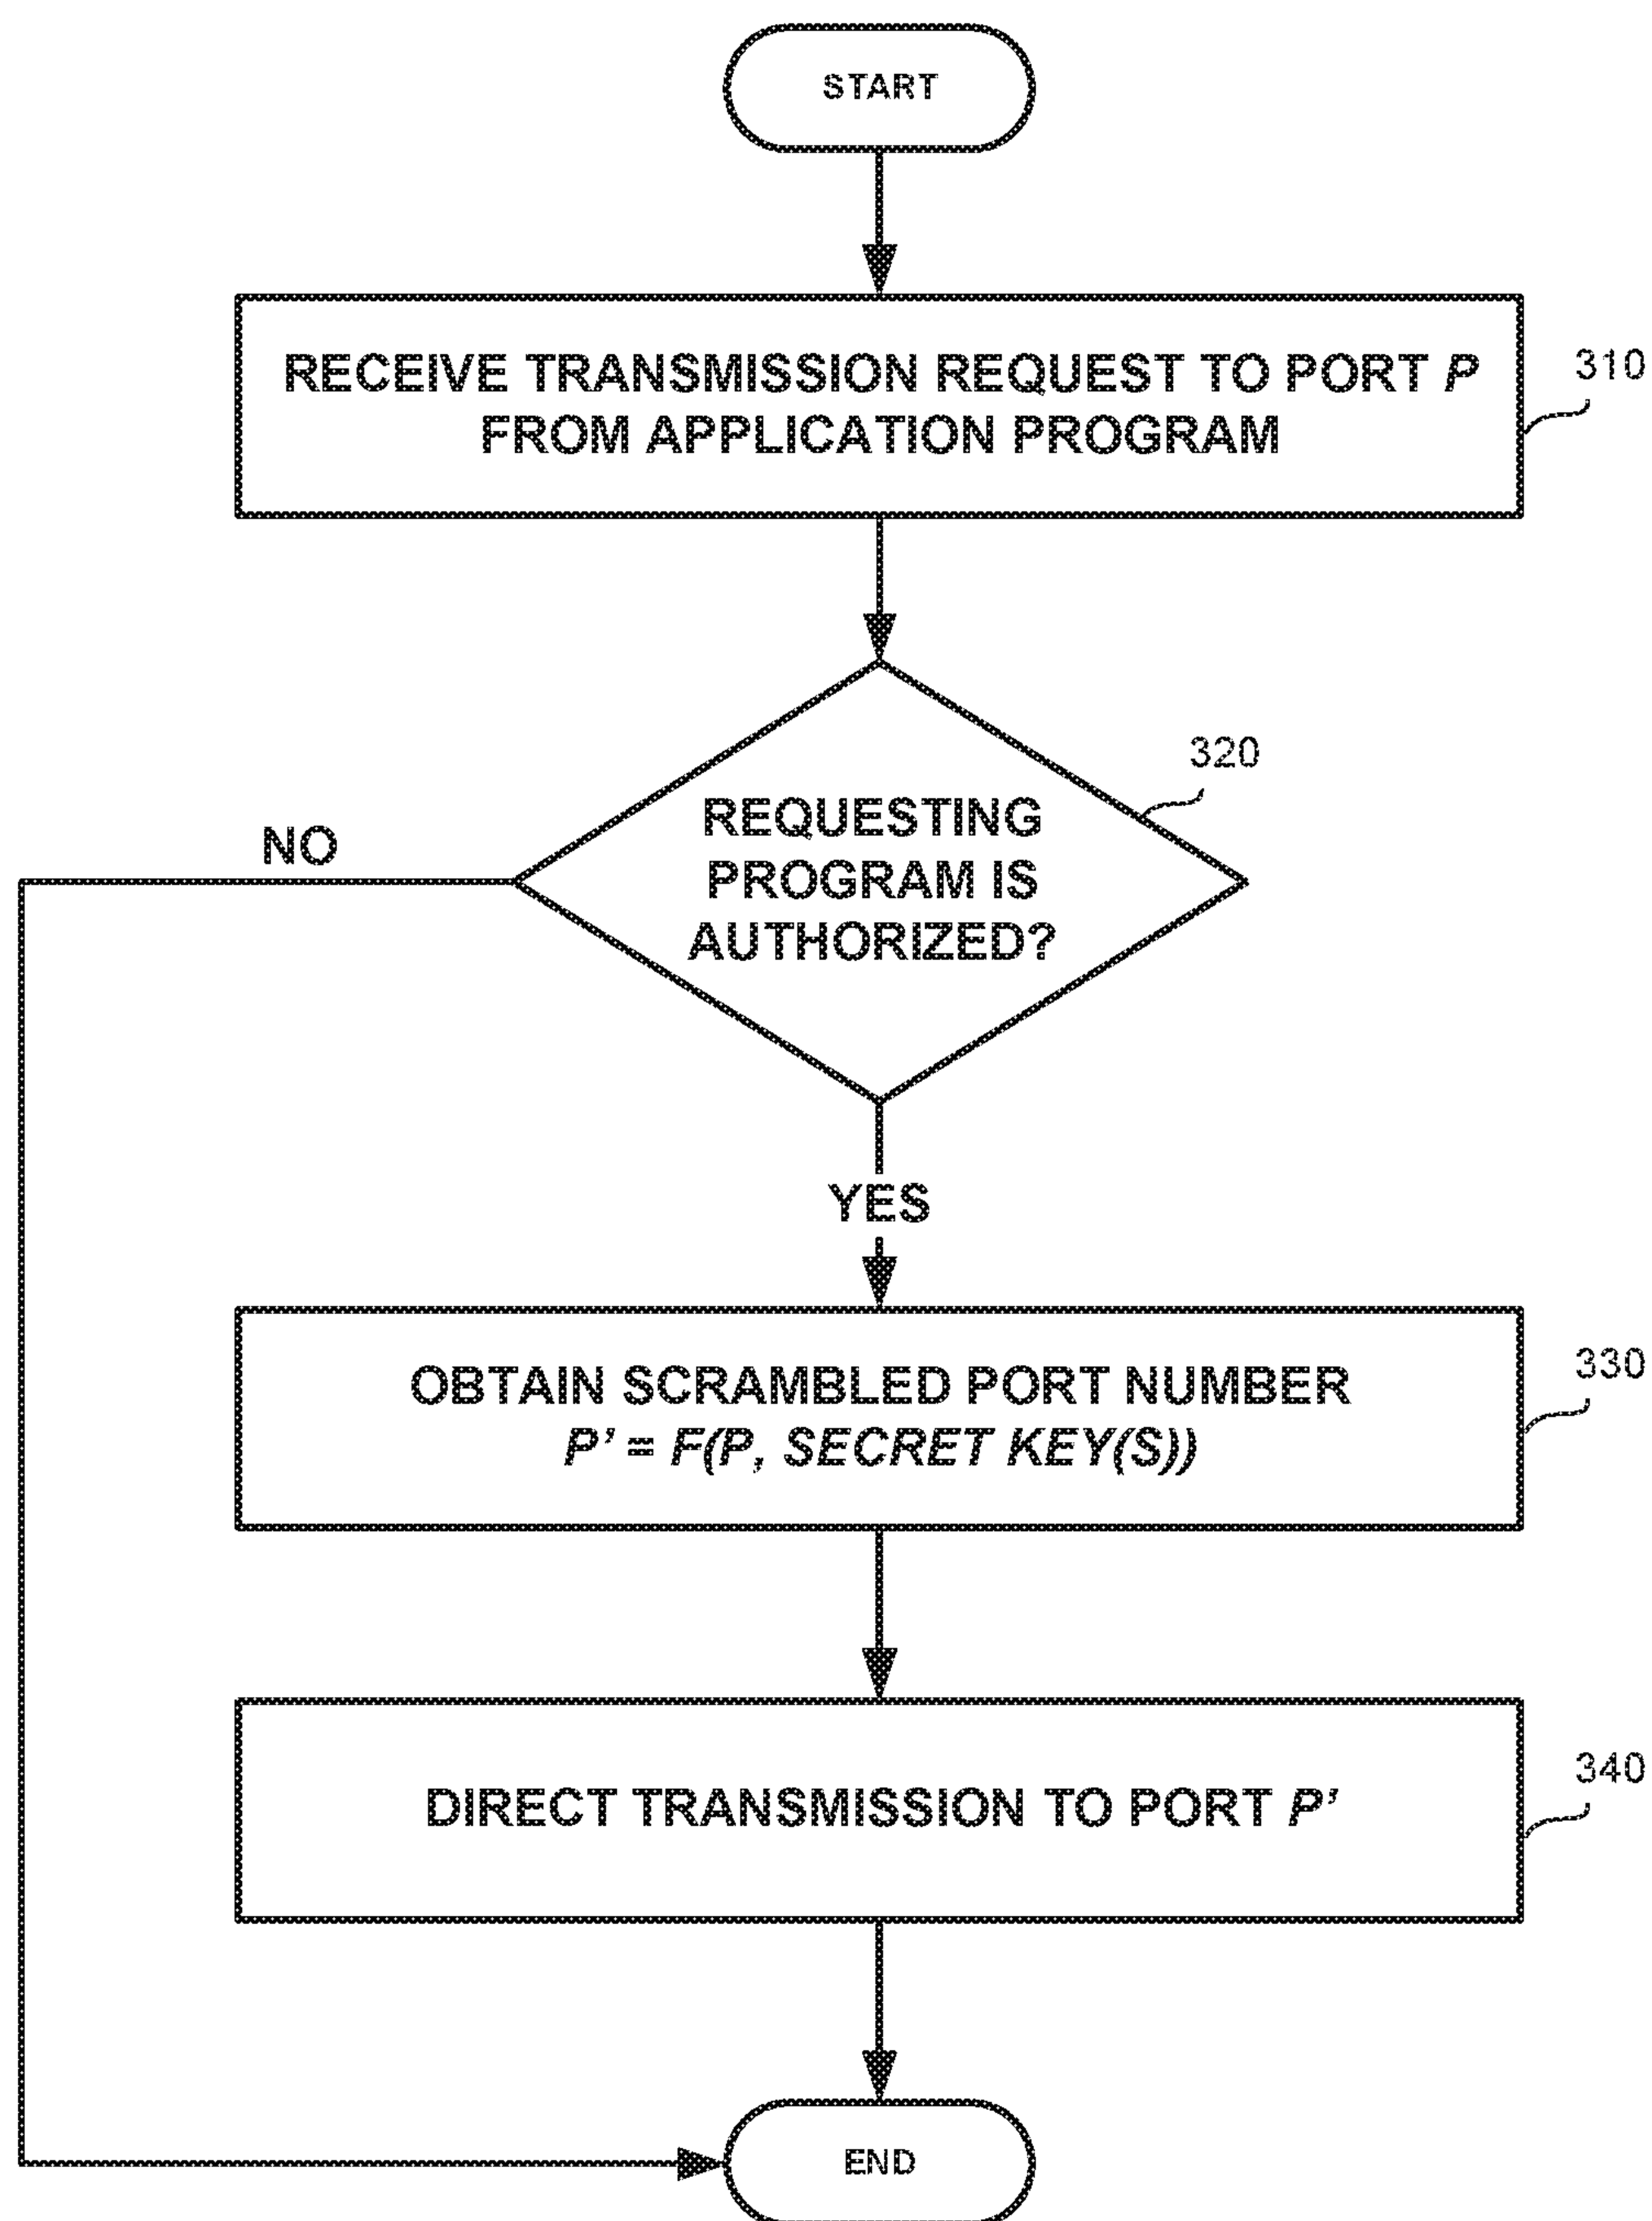 START
RECEIVE TRANSMISSION REQUEST TO PORT P
FROM APPLICATION PROGRAM
310
320
REQUESTING
PROGRAM IS
AUTHORIZED?
NO
YES
OBTAIN SCRAMBLED PORT NUMBER
P' = F(P, SECRET KEY(S))
330
DIRECT TRANSMISSION TO PORT P'
340
END